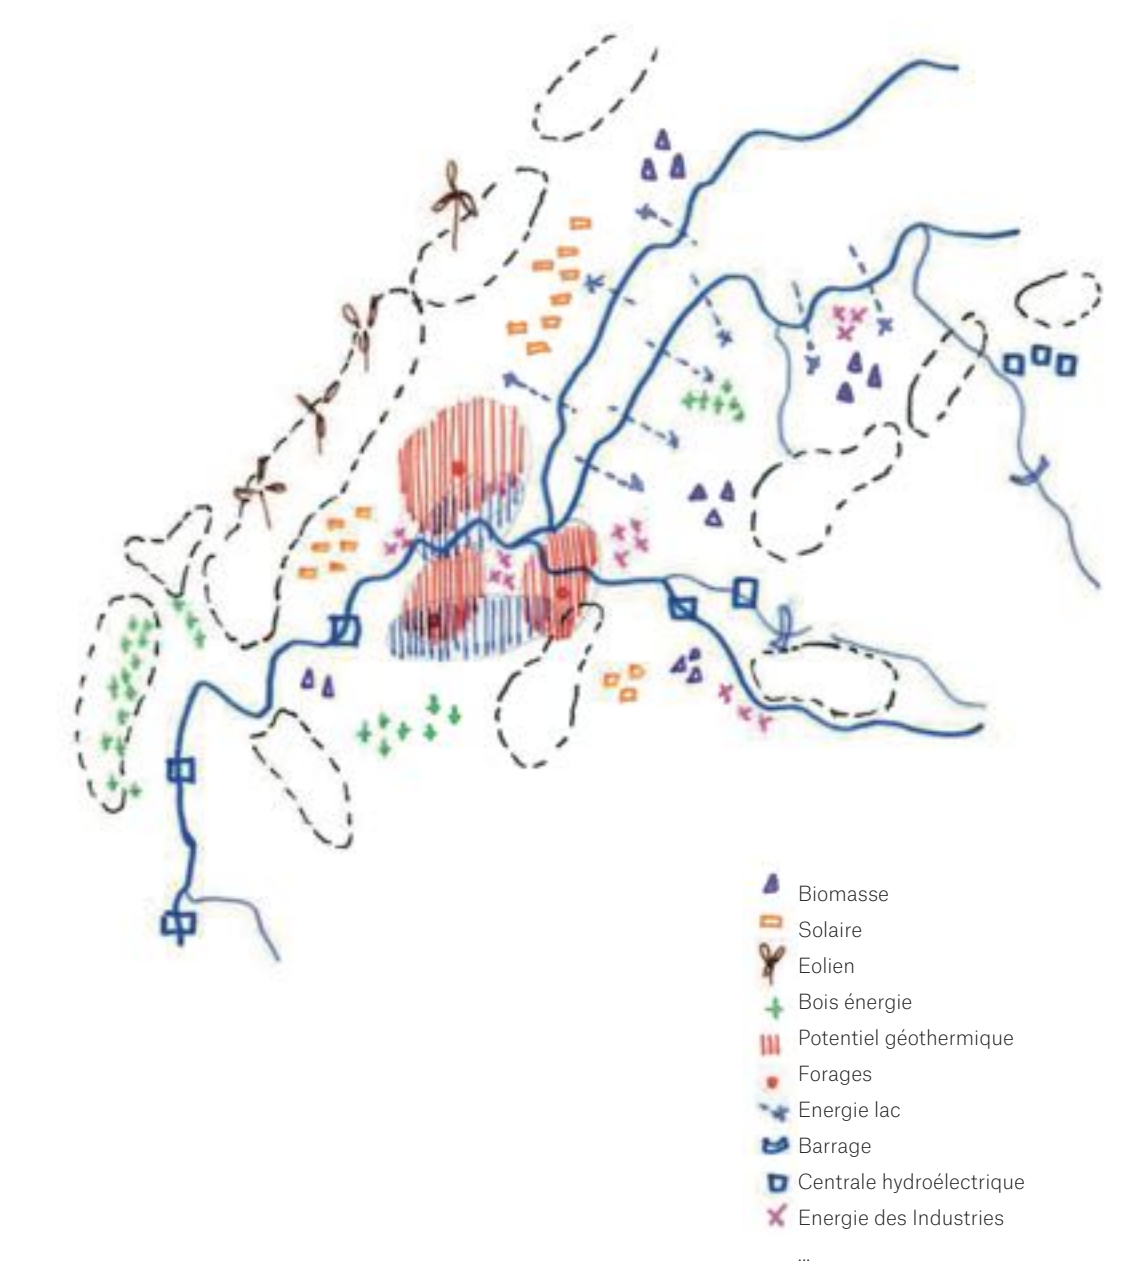 Biomasse
Solaire
Eolien
Bois énergie
Potentiel géothermique
Forages
Energie lac
Barrage
Centrale hydroélectrique
Energie des Industries
...